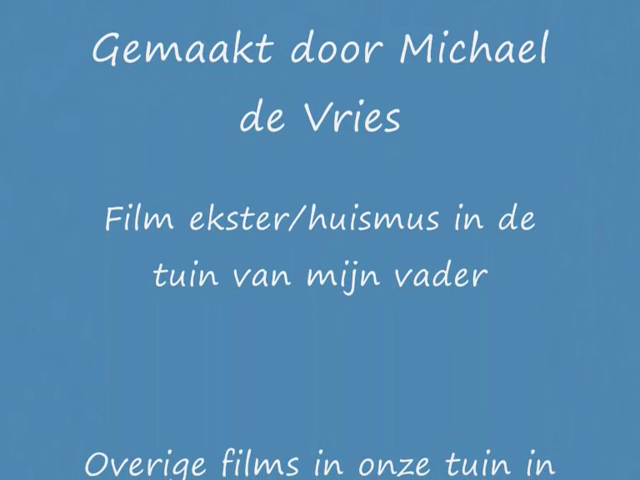 Gemaakt door Michael
de Vries
Film ekster/huismus in de
tuin van mijn vader
Overige films in onze tuin in